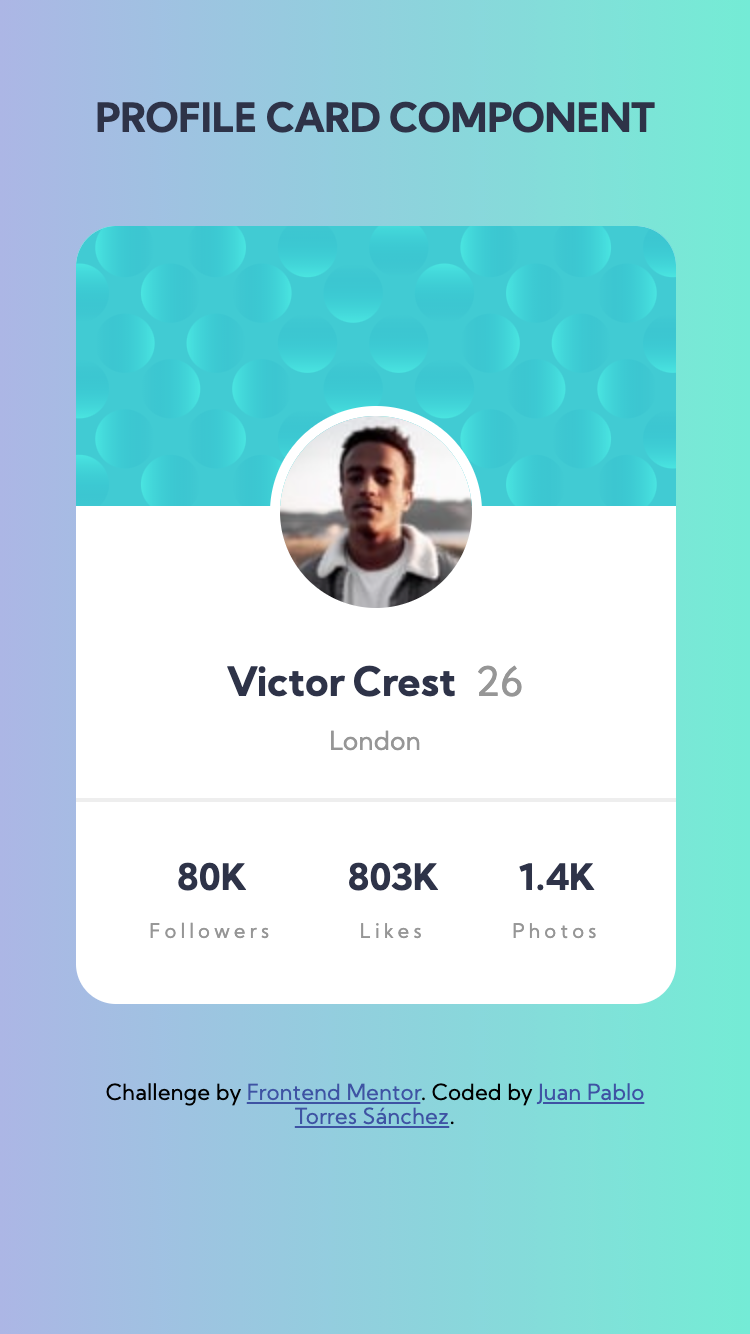 PROFILE CARD COMPONENT
Victor Crest 26
London
80K 803K 1.4K
Followers Likes Photos
Challenge by Frontend Mentor. Coded by Juan Pablo
Torres Sánchez.